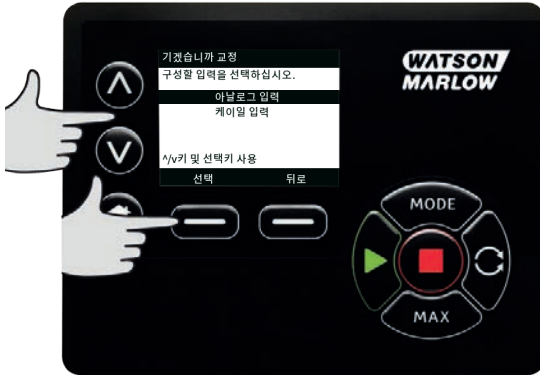 기겠습니까 교정
구성할 입력을 선택하십시오.
아날로그 입력
케이일 입력
^/v키 및 선택키 사용
선택 뒤로
WATSON
MARLOW
MODE
MAX